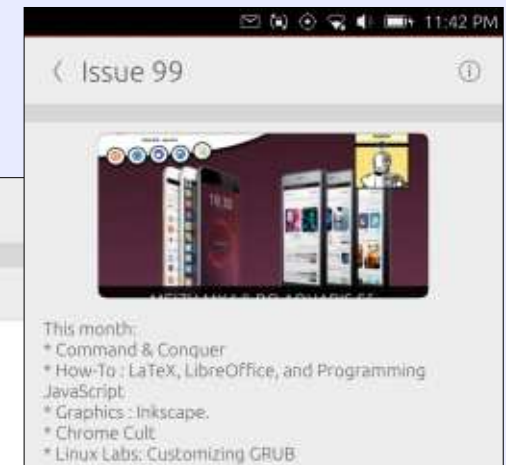 11:42 PM
Issue 99
This month:
* Command & Conquer
* How-To : LaTeX, LibreOffice, and Programming
JavaScript
* Graphics : Inkscape.
* Chrome Cult
* Linux Labs: Customizing GRUB